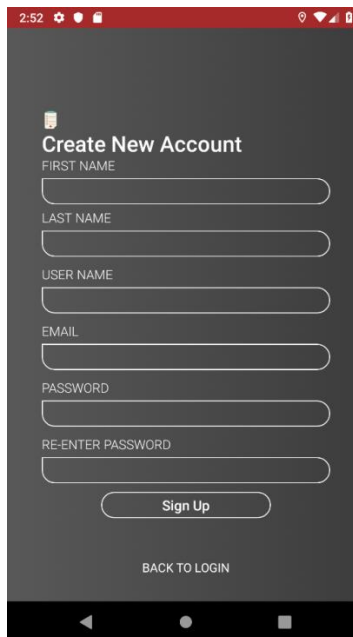 2:52
Create New Account
FIRST NAME
LAST NAME
USER NAME
EMAIL
PASSWORD
RE-ENTER PASSWORD
Sign Up
BACK TO LOGIN